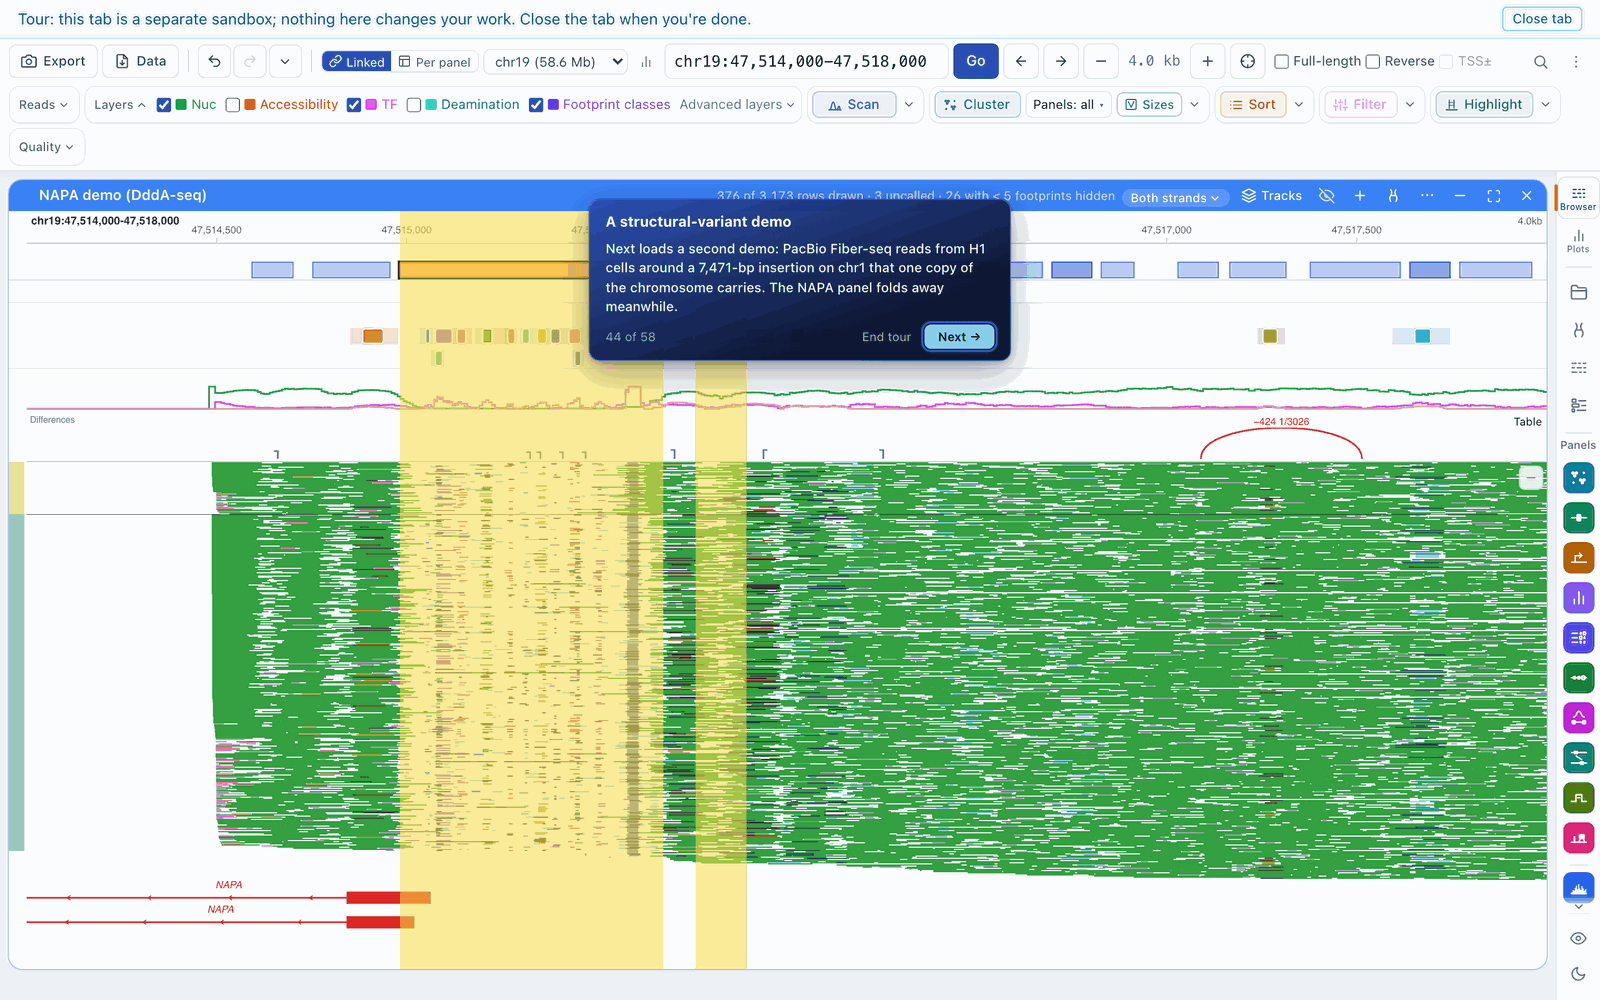 Tour: this tab is a separate sandbox; nothing here changes your work. Close the tab when you're done.
Close tab
Export
Data
Linked
Per panel
chr19 (58.6 Mb)
chr19:47,514,000–47,518,000
Go
4.0 kb
Full-length
Reverse
TSS±
Reads
Layers
Nuc
Accessibility
TF
Deamination
Footprint classes
Advanced layers
Scan
Cluster
Panels: all
Sizes
Sort
Filter
Highlight
Quality
NAPA demo (DddA-seq)
376 of 3,173 rows drawn · 3 uncalled · 26 with < 5 footprints hidden
Both strands
Tracks
Browser
chr19:47,514,000-47,518,000
4.0kb
47,514,500
47,515,000
47,517,000
47,517,500
A structural-variant demo
Next loads a second demo: PacBio Fiber-seq reads from H1
cells around a 7,471-bp insertion on chr1 that one copy of
the chromosome carries. The NAPA panel folds away
meanwhile.
44 of 58
End tour
Next →
Plots
Differences
~424 1/3026
Table
Panels
NAPA
NAPA